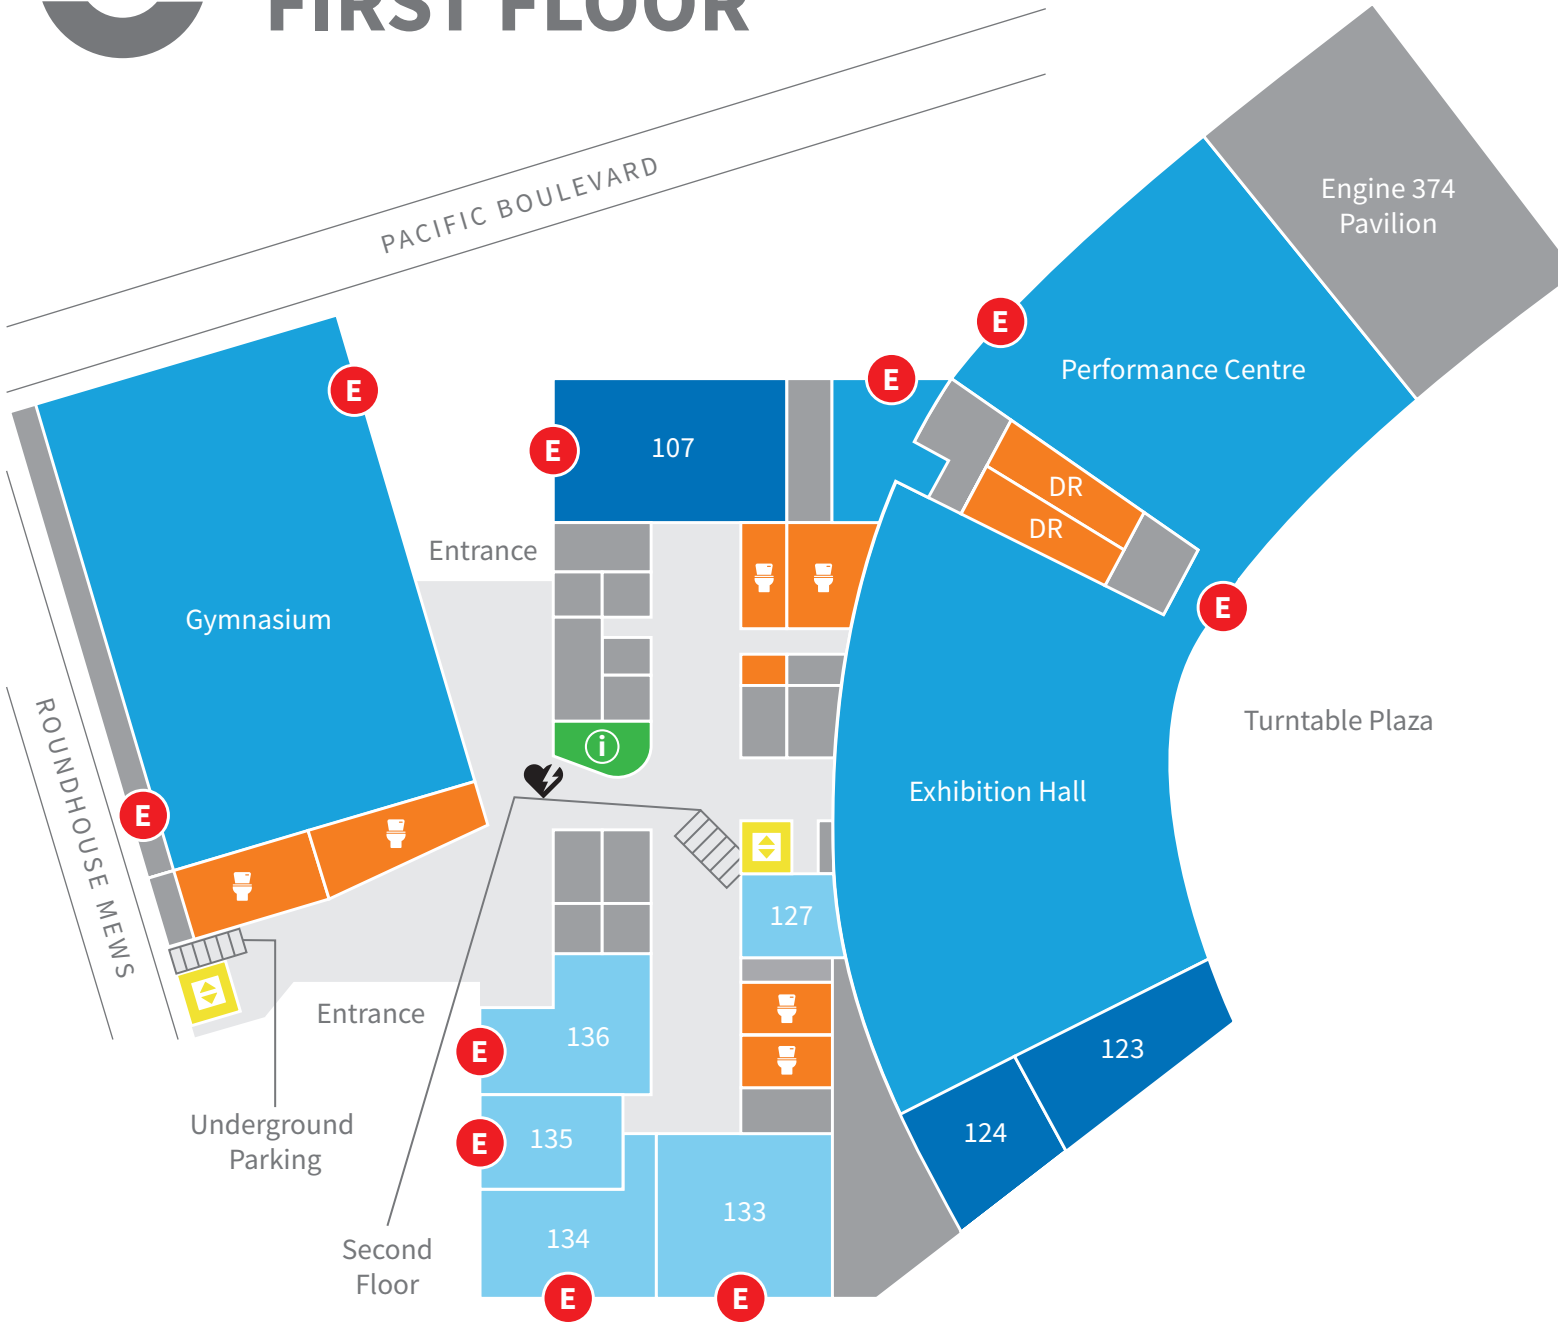 FIRST FLOOR
PACIFIC BOULEVARD
Engine 374
Pavilion
E
Performance Centre
E
E
E
107
DR
DR
Entrance
Gymnasium
E
ROUNDHOUSE MEWS
i
Turntable Plaza
Exhibition Hall
E
127
Entrance
136
E
123
Underground
Parking
135
E
124
133
134
Second
Floor
E
E